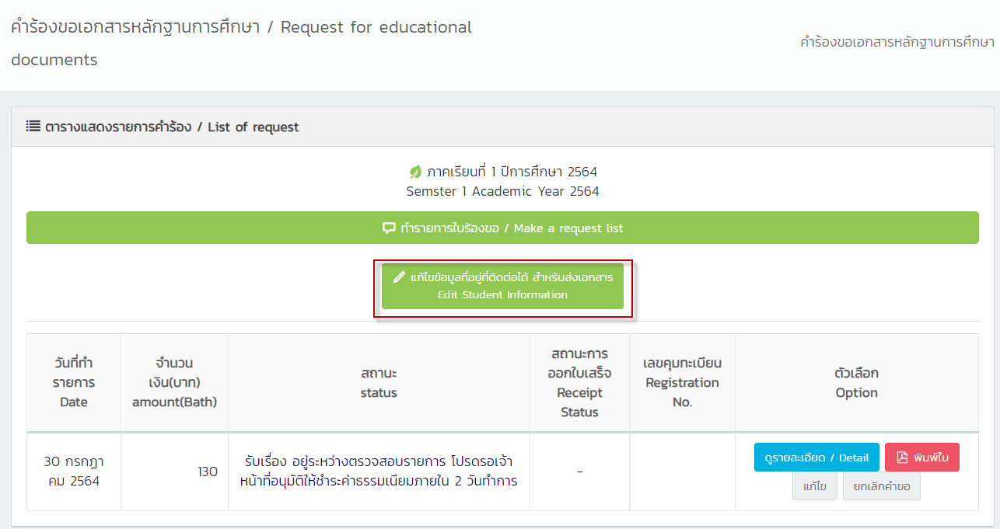 คำร้องขอเอกสารหลักฐานการศึกษา / Request for educational
documents
คำร้องขอเอกสารหลักฐานการศึกษา
ตารางแสดงรายการคำร้อง / List of request
ภาคเรียนที่ 1 ปีการศึกษา 2564
Semster 1 Academic Year 2564
ทำรายการใบร้องขอ / Make a request list
แก้ไขข้อมูลที่อยู่ที่ติดต่อได้ สำหรับส่งเอกสาร
Edit Student Information
วันที่ทำ
รายการ
Date
จำนวน
เงิน(บาท)
amount(Bath)
สถานะ
status
สถานะการ
ออกใบเสร็จ
Receipt
Status
เลขคุมทะเบียน
Registration
No.
ตัวเลือก
Option
30 กรกฎา
คม 2564
130
รับเรื่อง อยู่ระหว่างตรวจสอบรายการ โปรดรอเจ้า
หน้าที่อนุมัติให้ชำระค่าธรรมเนียมภายใน 2 วันทำการ
-
ดูรายละเอียด / Detail
พิมพ์ใบ
แก้ไข
ยกเลิกคำขอ